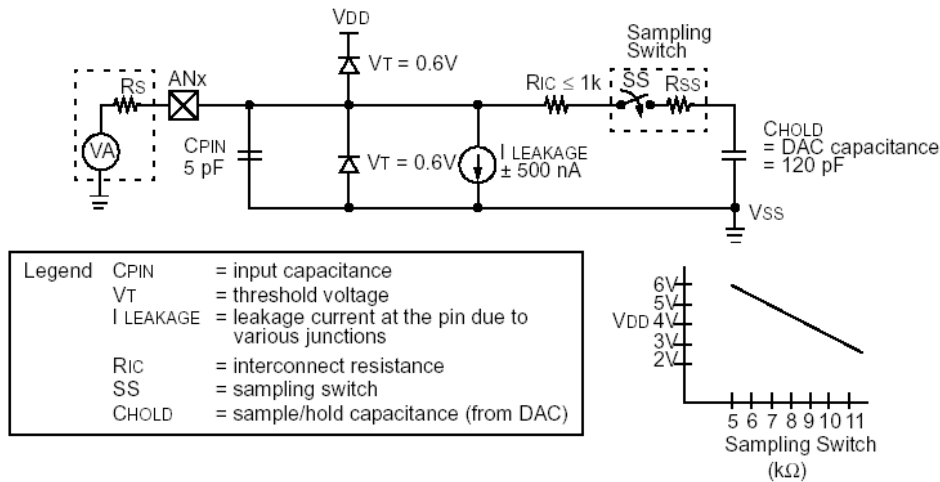 VDD
Sampling
Switch
VT = 0.6V
RS
ANx
RIC ≤ 1k
SS
RSS
VA
CPIN
5 pF
VT = 0.6V
I LEAKAGE
± 500 nA
CHOLD
= DAC capacitance
= 120 pF
VSS
Legend CPIN = input capacitance
VT = threshold voltage
I LEAKAGE = leakage current at the pin due to
various junctions
RIC = interconnect resistance
SS = sampling switch
CHOLD = sample/hold capacitance (from DAC)
6V
5V
VDD 4V
3V
2V
5 6 7 8 9 10 11
Sampling Switch
(kΩ)